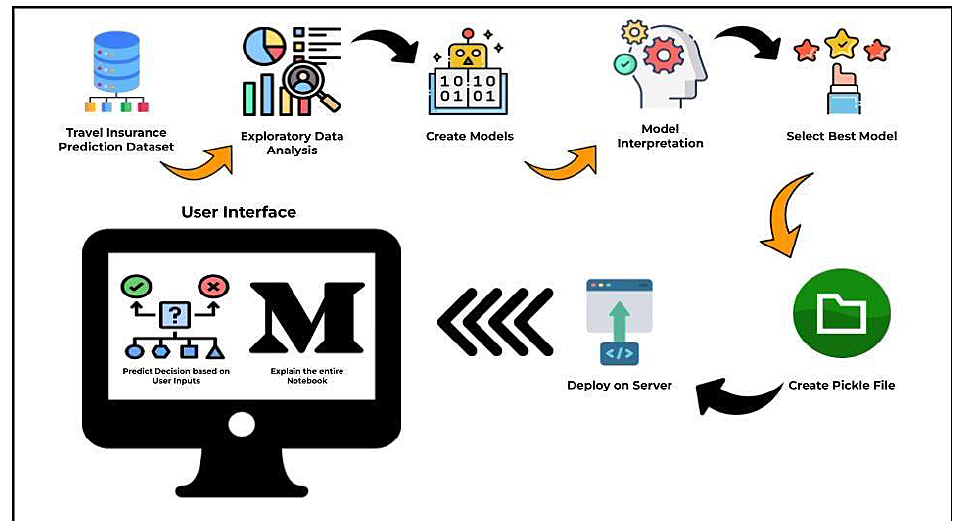 Travel Insurance
Prediction Dataset
Exploratory Data
Analysis
10 10
01 01
Create Models
Model
Interpretation
Select Best Model
User Interface
?
M
Predict Decision based on
User Inputs
Explain the entire
Notebook
</>
Deploy on Server
Create Pickle File